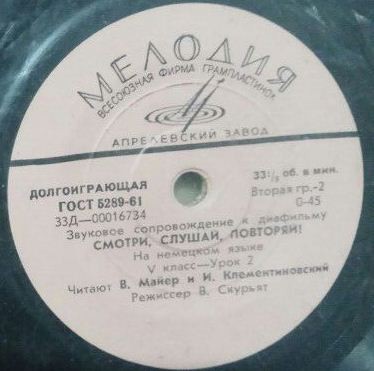 МЕЛОДИЯ
ВСЕСОЮЗНАЯ ФИРМА ГРАМПЛАСТИНОК
АПРЕЛЕВСКИЙ ЗАВОД
ДОЛГОИГРАЮЩАЯ
ГОСТ 5289-61
33Д—00016734
33⅓ об. в мин.
Вторая гр.-2
0-45
Звуковое сопровождение к диафильму
СМОТРИ, СЛУШАЙ, ПОВТОРЯЙ!
На немецком языке
V класс—Урок 2
Читают В. Майер и И. Клементиновский
Режиссер В. Скурьят